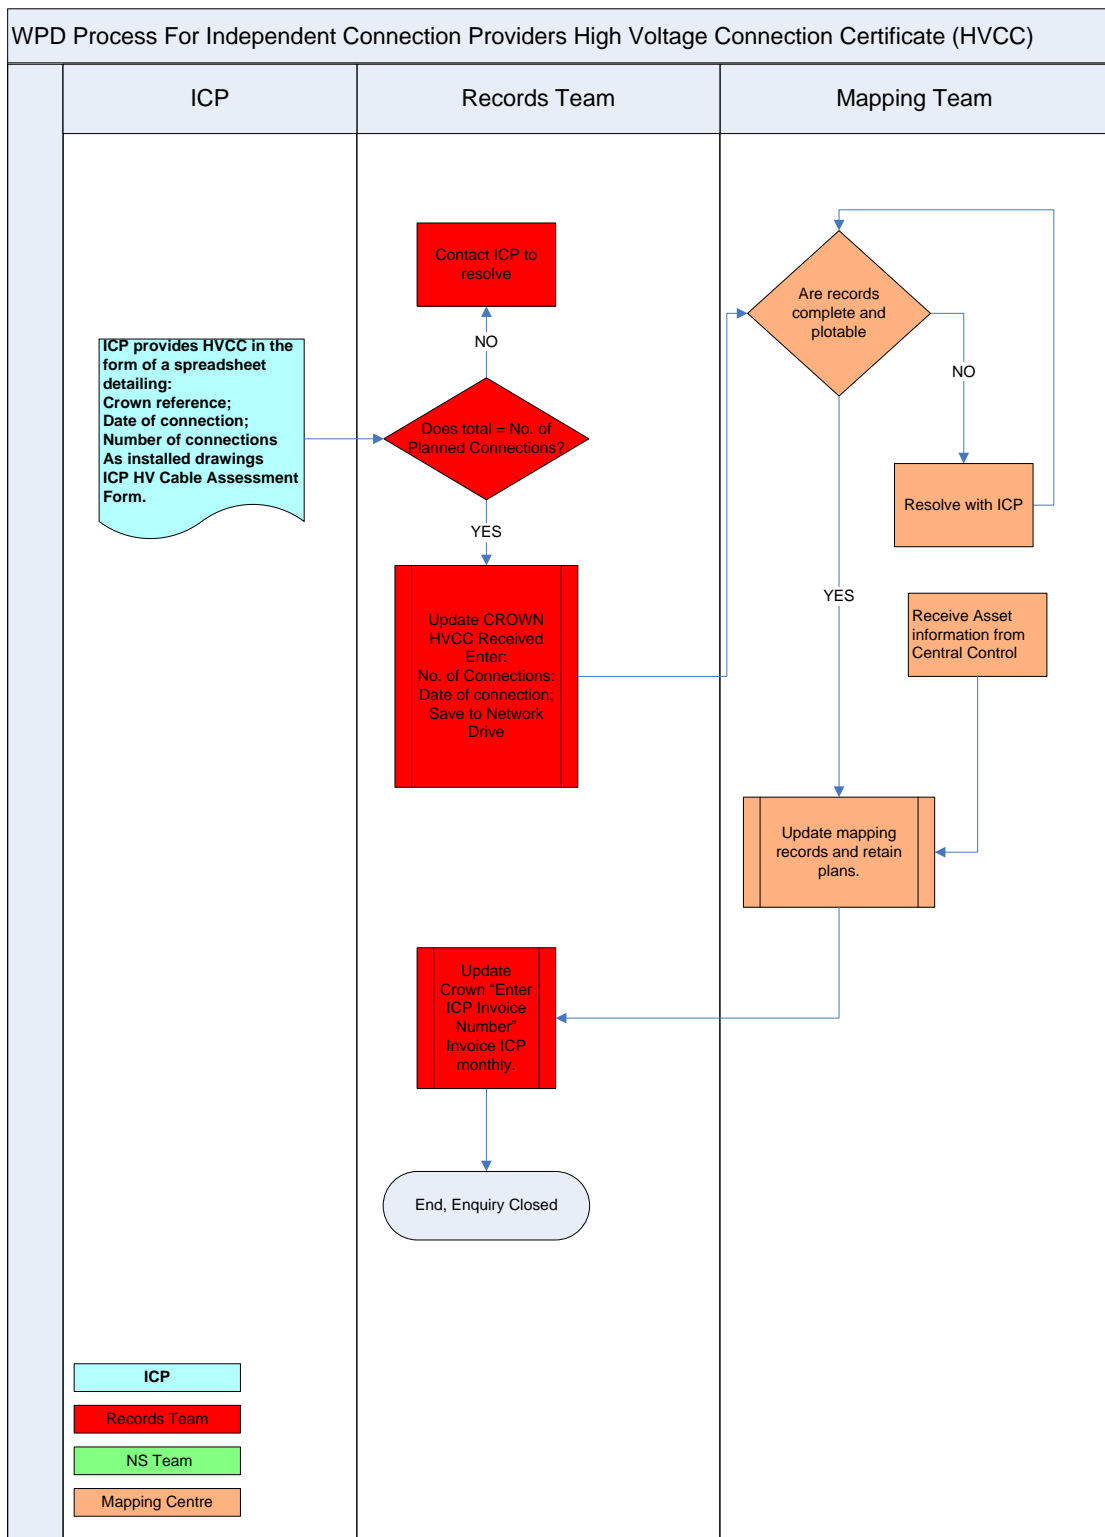 WPD Process For Independent Connection Providers High Voltage Connection Certificate (HVCC)
ICP
Records Team
Mapping Team
ICP provides HVCC in the
form of a spreadsheet
detailing:
Crown reference;
Date of connection;
Number of connections
As installed drawings
ICP HV Cable Assessment
Form.
Contact ICP to
resolve
NO
Does total = No. of
Planned Connections?
YES
Update CROWN
HVCC Received
Enter:
No. of Connections:
Date of connection;
Save to Network
Drive
Are records
complete and
plotable
NO
Resolve with ICP
YES
Receive Asset
information from
Central Control
Update mapping
records and retain
plans.
Update
Crown “Enter
ICP Invoice
Number”
Invoice ICP
monthly.
End, Enquiry Closed
ICP
Records Team
NS Team
Mapping Centre